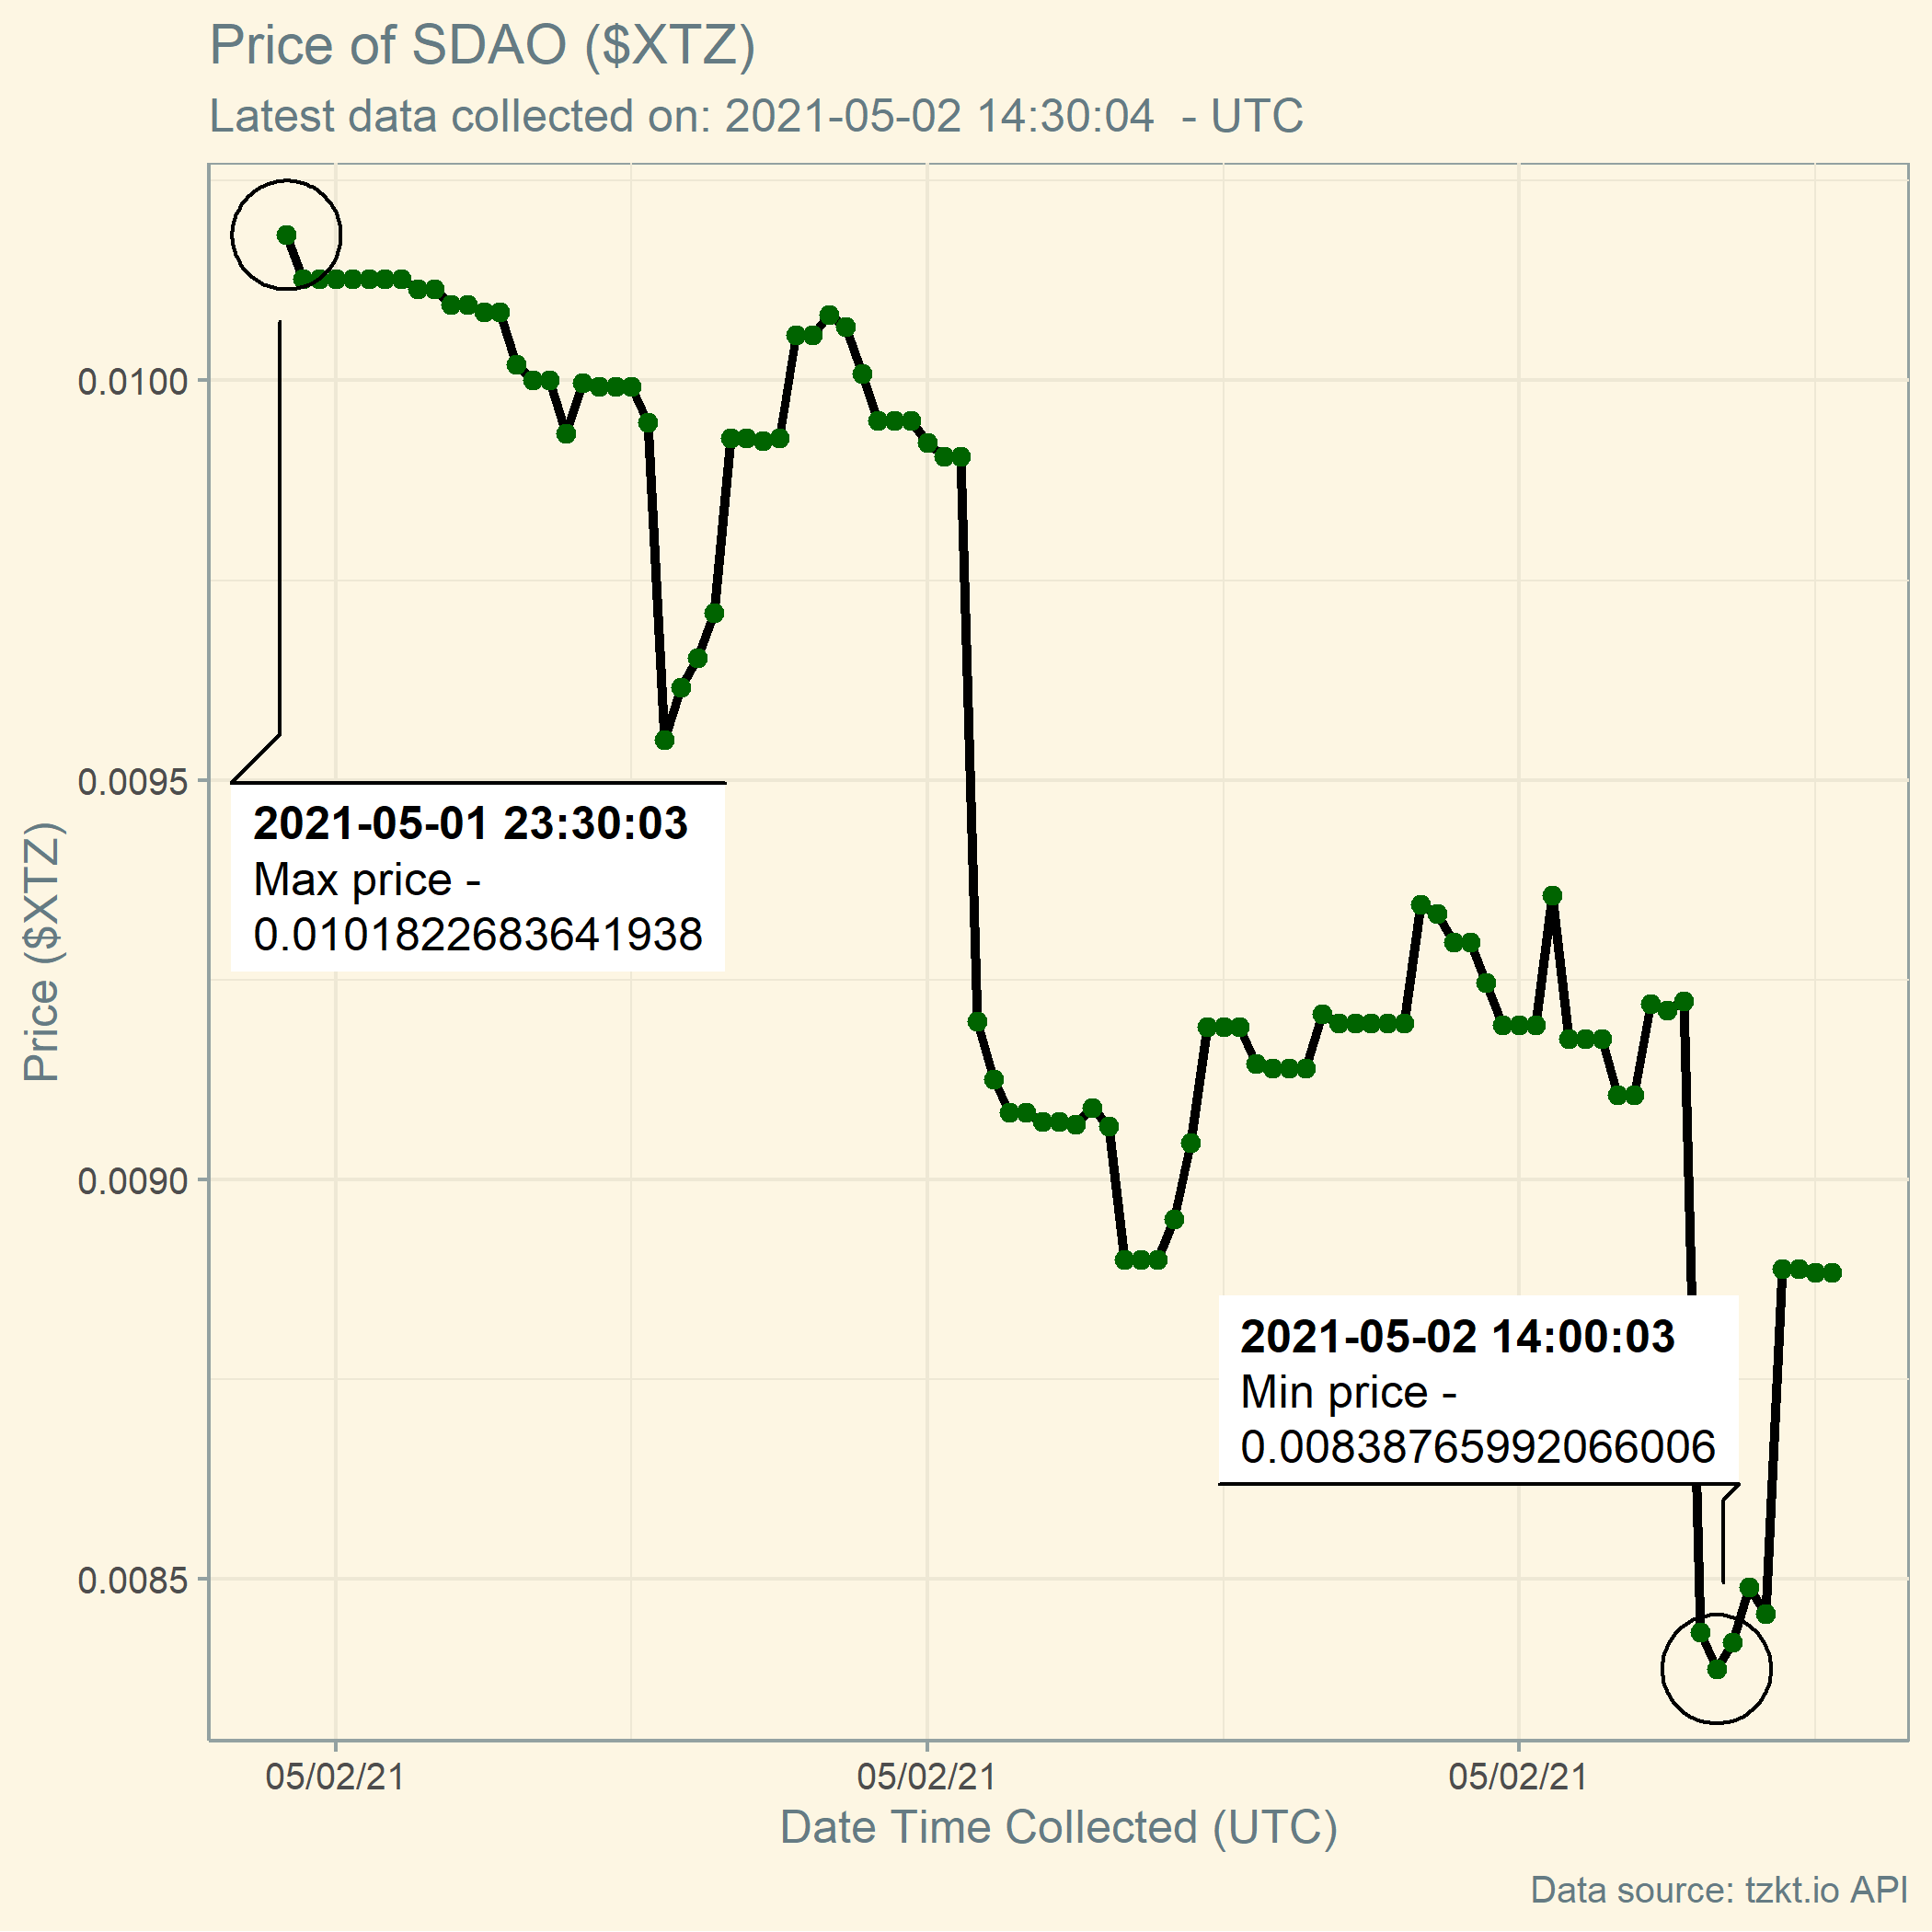 Price of SDAO ($XTZ)
Latest data collected on: 2021-05-02 14:30:04  - UTC
Price ($XTZ)
0.0100
0.0095
0.0090
0.0085
2021-05-01 23:30:03
Max price -
0.0101822683641938
2021-05-02 14:00:03
Min price -
0.00838765992066006
05/02/21
05/02/21
05/02/21
Date Time Collected (UTC)
Data source: tzkt.io API